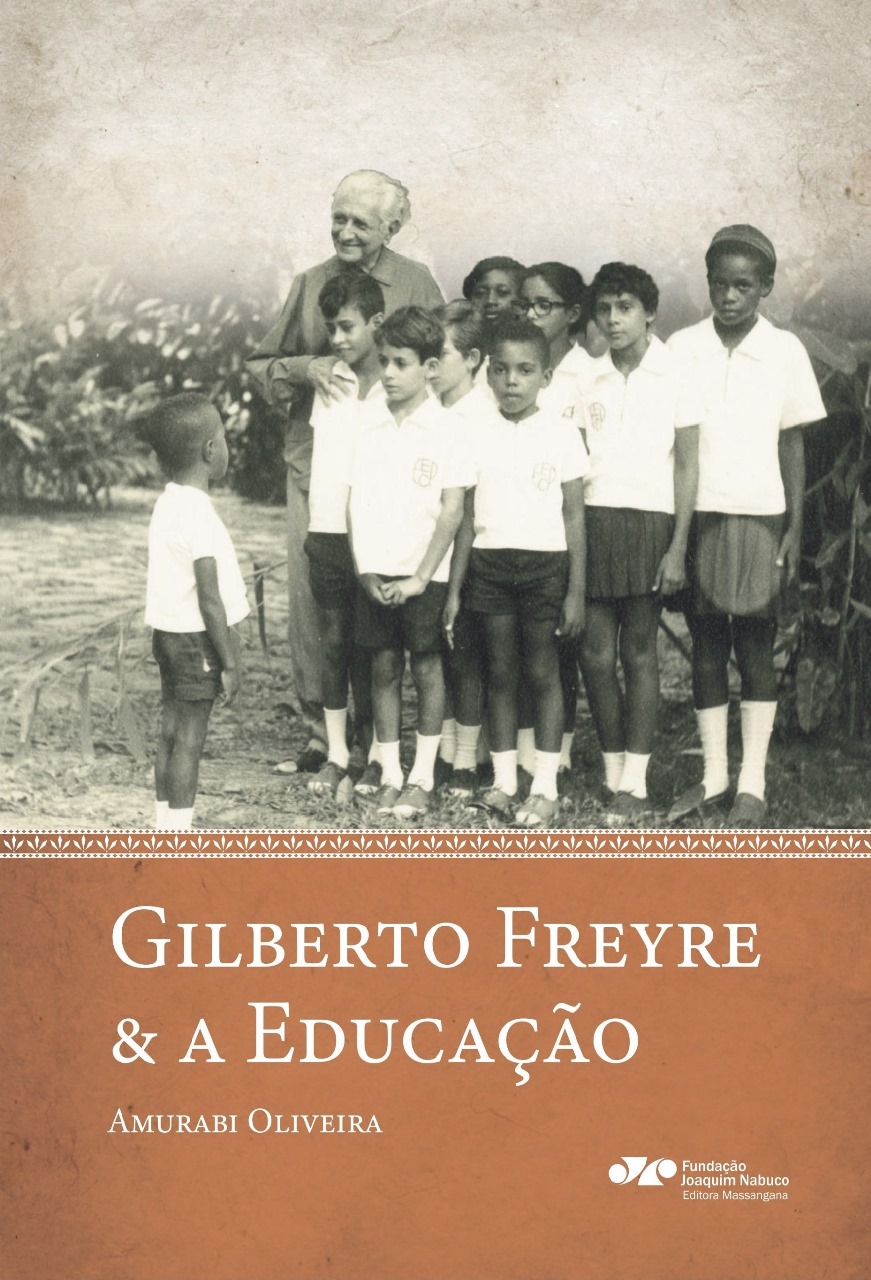 GILBERTO FREYRE
& A EDUCAÇÃO
AMURABI OLIVEIRA
Fundação
Joaquim Nabuco
Editora Massangana